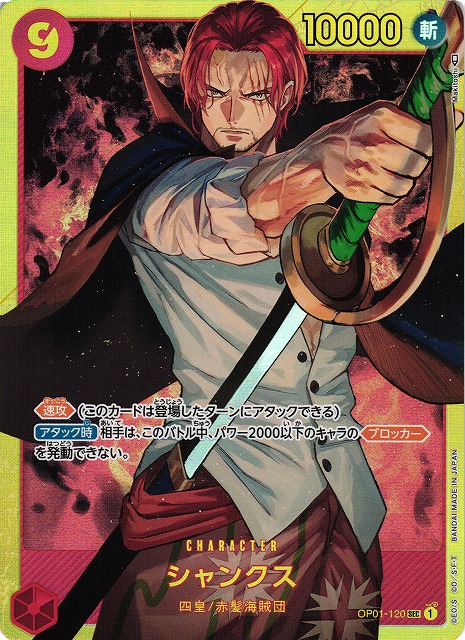 9 10000 斬
Makitoshi
速攻 (このカードは登場したターンにアタックできる)
アタック時 相手は、このバトル中、パワー2000以下のキャラの ブロッカー
を発動できない。
CHARACTER
シャンクス
四皇/赤髪海賊団
OP01-120 SEC 1
©EO/S ©O/S・F・T BANDAI MADE IN JAPAN